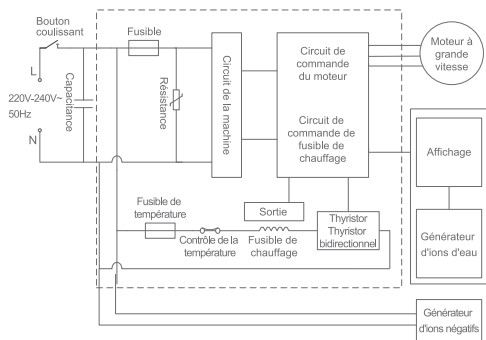 Bouton
coulissant
Fusible
L
220V-240V~
50Hz
N
Capacitance
Résistance
Circuit de la machine
Circuit de
commande
du moteur
Circuit de
commande de
fusible de
chauffage
Moteur à
grande
vitesse
Affichage
Générateur
d'ions d'eau
Sortie
Fusible de
température
Contrôle de la
température
Fusible de
chauffage
Thyristor
Thyristor
bidirectionnel
Générateur
d'ions négatifs